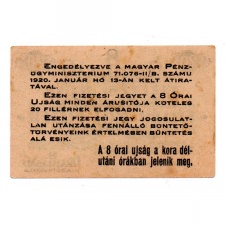 Engedélyezve a Magyar Pénz-
ügyminiszterium 71.076-II/B. számu
1920. január hó 13-án kelt átira-
tával.
Ezen fizetési jegyet a 8 Órai
Ujság minden árusitója köteles
20 fillérnek elfogadni.
Ezen fizetési jegy jogosulat-
lan utánzása fennálló büntető-
törvényeink értelmében büntetés
alá esik.
A 8 órai ujság a kora dél-
utáni órákban jelenik meg.